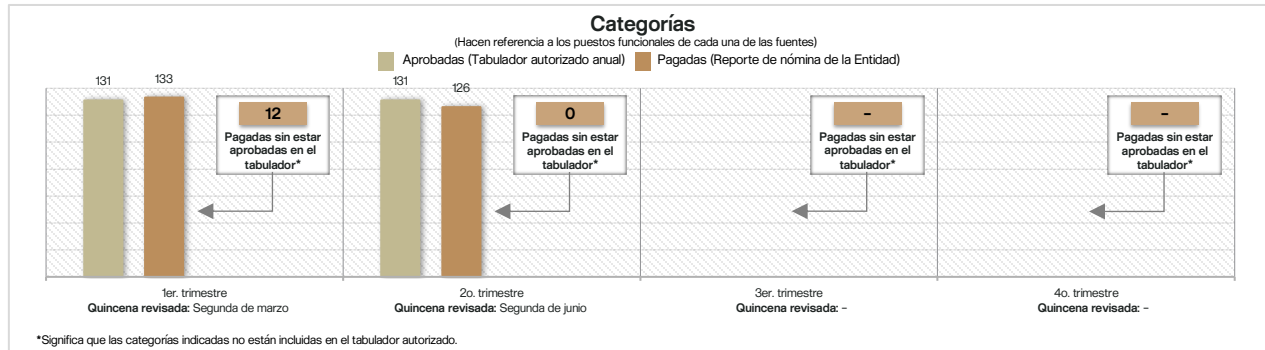 Categorías
(Hacen referencia a los puestos funcionales de cada una de las fuentes)
Aprobadas (Tabulador autorizado anual)
Pagadas (Reporte de nómina de la Entidad)
131
133
12
Pagadas sin estar
aprobadas en el
tabulador*
131
126
0
Pagadas sin estar
aprobadas en el
tabulador*
-
Pagadas sin estar
aprobadas en el
tabulador*
-
Pagadas sin estar
aprobadas en el
tabulador*
1er. trimestre
Quincena revisada: Segunda de marzo
2o. trimestre
Quincena revisada: Segunda de junio
3er. trimestre
Quincena revisada: -
4o. trimestre
Quincena revisada: -
*Significa que las categorías indicadas no están incluidas en el tabulador autorizado.